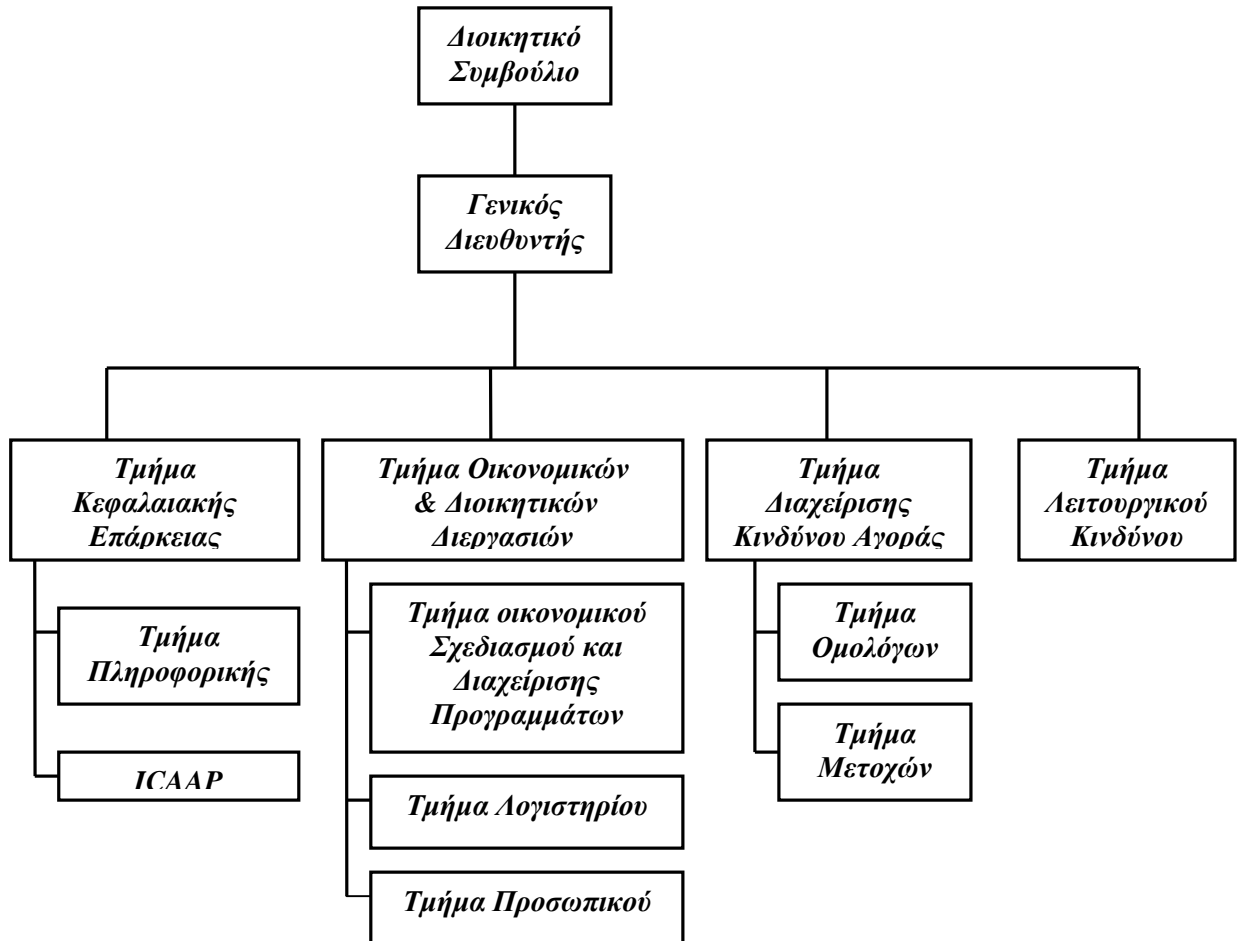 Διοικητικό
Συμβούλιο
Γενικός
Διευθυντής
Τμήμα
Κεφαλαιακής
Επάρκειας
Τμήμα
Πληροφορικής
ICAAP
Τμήμα Οικονομικών
& Διοικητικών
Διεργασιών
Τμήμα οικονομικού
Σχεδιασμού και
Διαχείρισης
Προγραμμάτων
Τμήμα Λογιστηρίου
Τμήμα Προσωπικού
Τμήμα
Διαχείρισης
Κινδύνου Αγοράς
Τμήμα
Ομολόγων
Τμήμα
Μετοχών
Τμήμα
Λειτουργικού
Κινδύνου